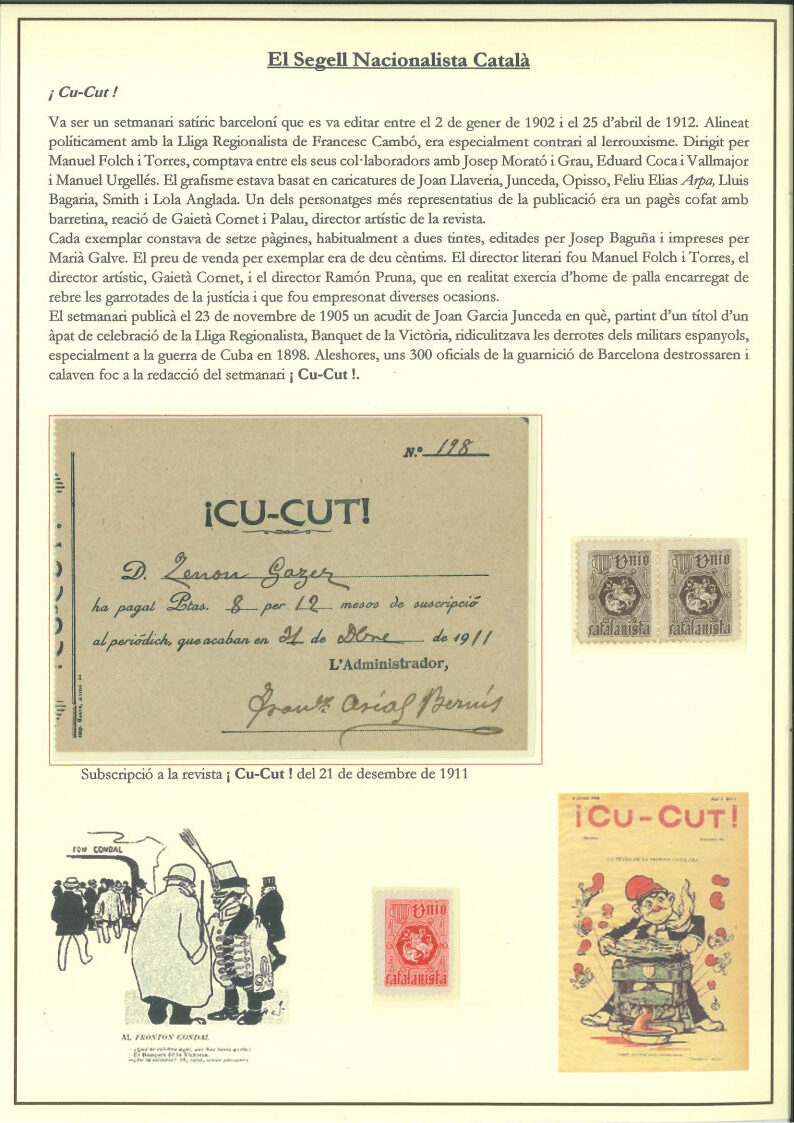 El Segell Nacionalista Català
¡ Cu-Cut !
Va ser un setmanari satíric barceloní que es va editar entre el 2 de gener de 1902 i el 25 d'abril de 1912. Alineat
políticament amb la Lliga Regionalista de Francesc Cambó, era especialment contrari al lerrouxisme. Dirigit per
Manuel Folch i Torres, comptava entre els seus col·laboradors amb Josep Morató i Grau, Eduard Coca i Vallmajor
i Manuel Urgellés. El grafisme estava basat en caricatures de Joan Llaveria, Junceda, Opisso, Feliu Elias Arpa, Lluis
Bagaria, Smith i Lola Anglada. Un dels personatges més representatius de la publicació era un pagès cofat amb
barretina, reació de Gaietà Cornet i Palau, director artístic de la revista.
Cada exemplar constava de setze pàgines, habitualment a dues tintes, editades per Josep Baguña i impreses per
Marià Galve. El preu de venda per exemplar era de deu cèntims. El director literari fou Manuel Folch i Torres, el
director artístic, Gaietà Cornet, i el director Ramón Pruna, que en realitat exercia d'home de palla encarregat de
rebre les garrotades de la justícia i que fou empresonat diverses ocasions.
El setmanari publicà el 23 de novembre de 1905 un acudit de Joan Garcia Junceda en què, partint d'un títol d'un
àpat de celebració de la Lliga Regionalista, Banquet de la Victòria, ridiculitzava les derrotes dels militars espanyols,
especialment a la guerra de Cuba en 1898. Aleshores, uns 300 oficials de la guarnició de Barcelona destrossaren i
calaven foc a la redacció del setmanari ¡ Cu-Cut !.
N.º 198
¡CU-CUT!
D. Zenon Gazer
ha pagat Ptas. 8 per 12 mesos de suscripció
al periódich, que acaban en 31 de Dbre de 1911
L'Administrador,
Subscripció a la revista ¡ Cu-Cut ! del 21 de desembre de 1911
Unio
catalanista
Unio
catalanista
FON CONDAL
AL FRONTON CONDAL
Unio
catalanista
¡CU-CUT!